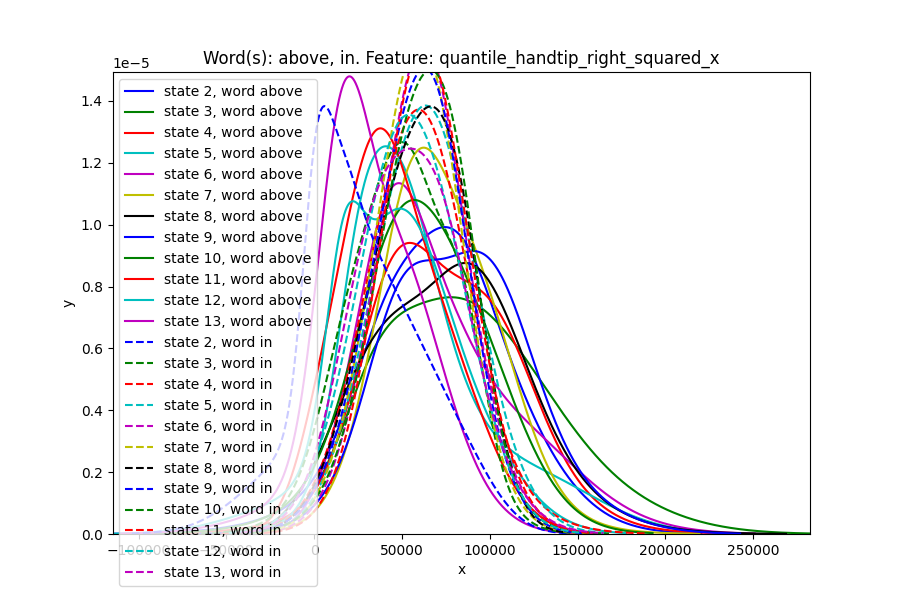 Word(s): above, in. Feature: quantile_handtip_right_squared_x
1e−5
1.4
1.2
1.0
0.8
0.6
0.4
0.2
0.0
y
state 2, word above
state 3, word above
state 4, word above
state 5, word above
state 6, word above
state 7, word above
state 8, word above
state 9, word above
state 10, word above
state 11, word above
state 12, word above
state 13, word above
state 2, word in
state 3, word in
state 4, word in
state 5, word in
state 6, word in
state 7, word in
state 8, word in
state 9, word in
state 10, word in
state 11, word in
state 12, word in
state 13, word in
−100000 −50000 0 50000 100000 150000 200000 250000
x